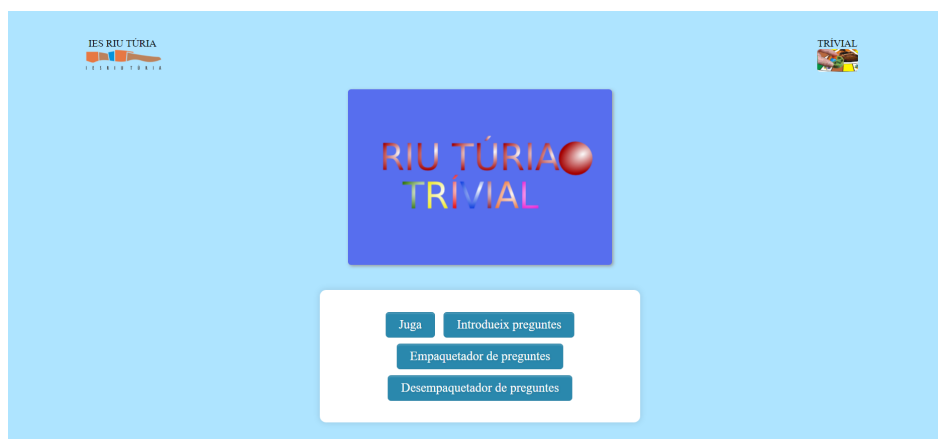 IES RIU TÚRIA
I E S R I U T Ú R I A
TRÍVIAL
RIU TÚRIA
TRÍVIAL
Juga
Introdueix preguntes
Empaquetador de preguntes
Desempaquetador de preguntes